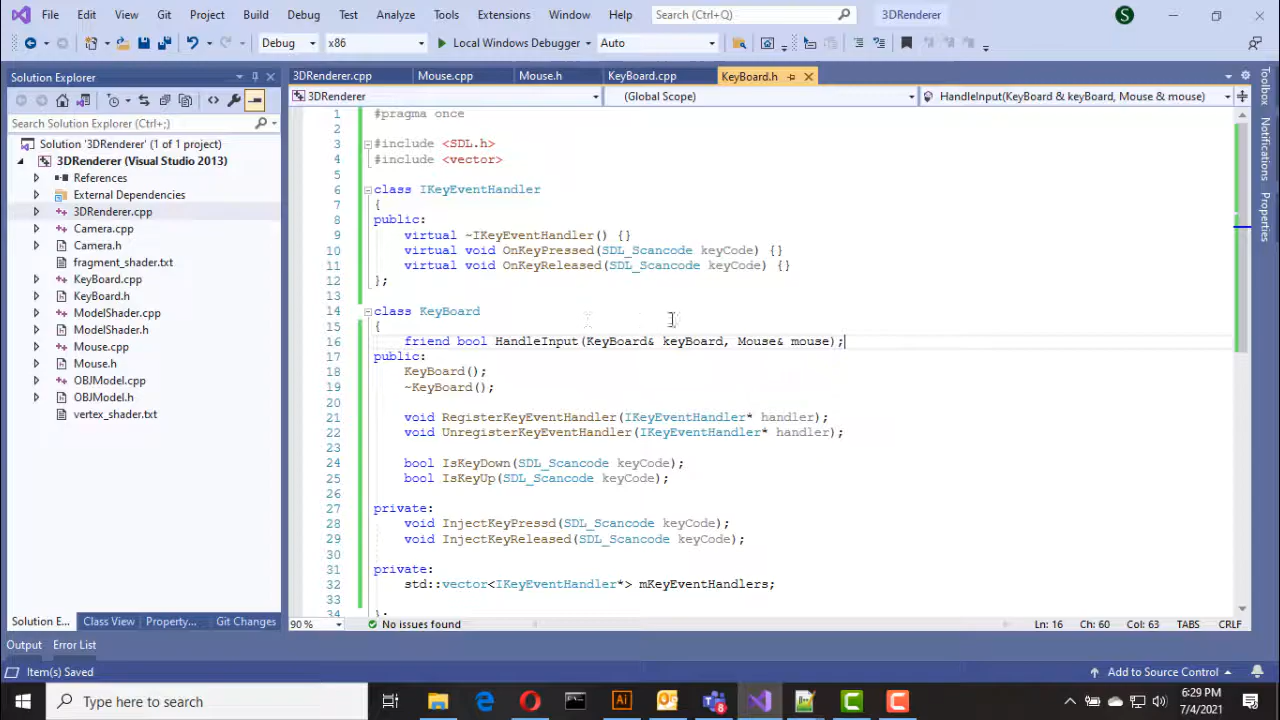 File Edit View Git Project Build Debug Test Analyze Tools Extensions Window Help Search (Ctrl+Q) 3DRenderer S
Debug x86 Local Windows Debugger Auto
Solution Explorer
Search Solution Explorer (Ctrl+;)
Solution '3DRenderer' (1 of 1 project)
3DRenderer (Visual Studio 2013)
References
External Dependencies
3DRenderer.cpp
Camera.cpp
Camera.h
fragment_shader.txt
KeyBoard.cpp
KeyBoard.h
ModelShader.cpp
ModelShader.h
Mouse.cpp
Mouse.h
OBJModel.cpp
OBJModel.h
vertex_shader.txt
Solution E... Class View Property... Git Changes
3DRenderer.cpp Mouse.cpp Mouse.h KeyBoard.cpp KeyBoard.h
3DRenderer (Global Scope) HandleInput(KeyBoard & keyBoard, Mouse & mouse)
1 #pragma once
2
3 #include <SDL.h>
4 #include <vector>
5
6 class IKeyEventHandler
7 {
8 public:
9 virtual ~IKeyEventHandler() {}
10 virtual void OnKeyPressed(SDL_Scancode keyCode) {}
11 virtual void OnKeyReleased(SDL_Scancode keyCode) {}
12 };
13
14 class KeyBoard
15 {
16 friend bool HandleInput(KeyBoard& keyBoard, Mouse& mouse);
17 public:
18 KeyBoard();
19 ~KeyBoard();
20
21 void RegisterKeyEventHandler(IKeyEventHandler* handler);
22 void UnregisterKeyEventHandler(IKeyEventHandler* handler);
23
24 bool IsKeyDown(SDL_Scancode keyCode);
25 bool IsKeyUp(SDL_Scancode keyCode);
26
27 private:
28 void InjectKeyPressd(SDL_Scancode keyCode);
29 void InjectKeyReleased(SDL_Scancode keyCode);
30
31 private:
32 std::vector<IKeyEventHandler*> mKeyEventHandlers;
33
34 };
90 % No issues found Ln: 16 Ch: 60 Col: 63 TABS CRLF
Toolbox
Notifications
Properties
Output Error List
Item(s) Saved Add to Source Control
Type here to search Ai 8 6:29 PM
7/4/2021